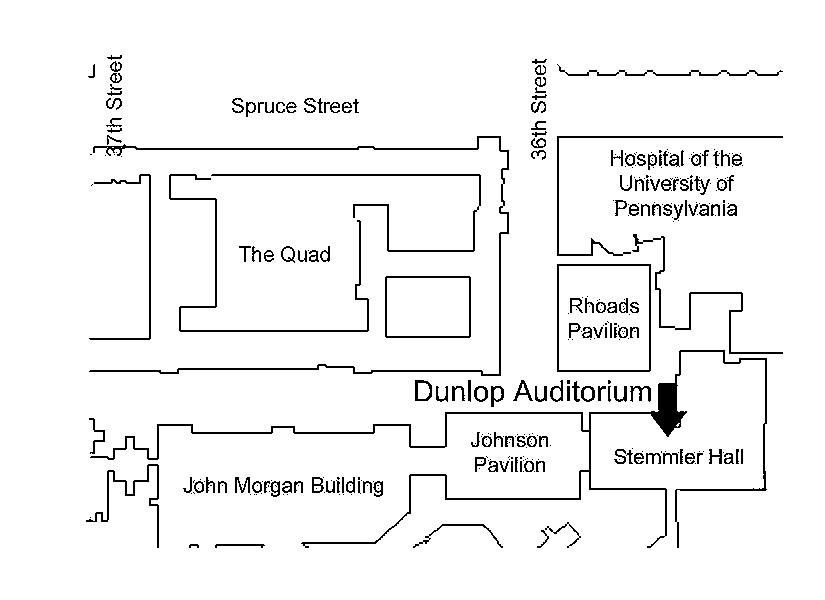 37th Street
Spruce Street
36th Street
Hospital of the
University of
Pennsylvania
The Quad
Rhoads
Pavilion
Dunlop Auditorium
Johnson
Pavilion
Stemmler Hall
John Morgan Building